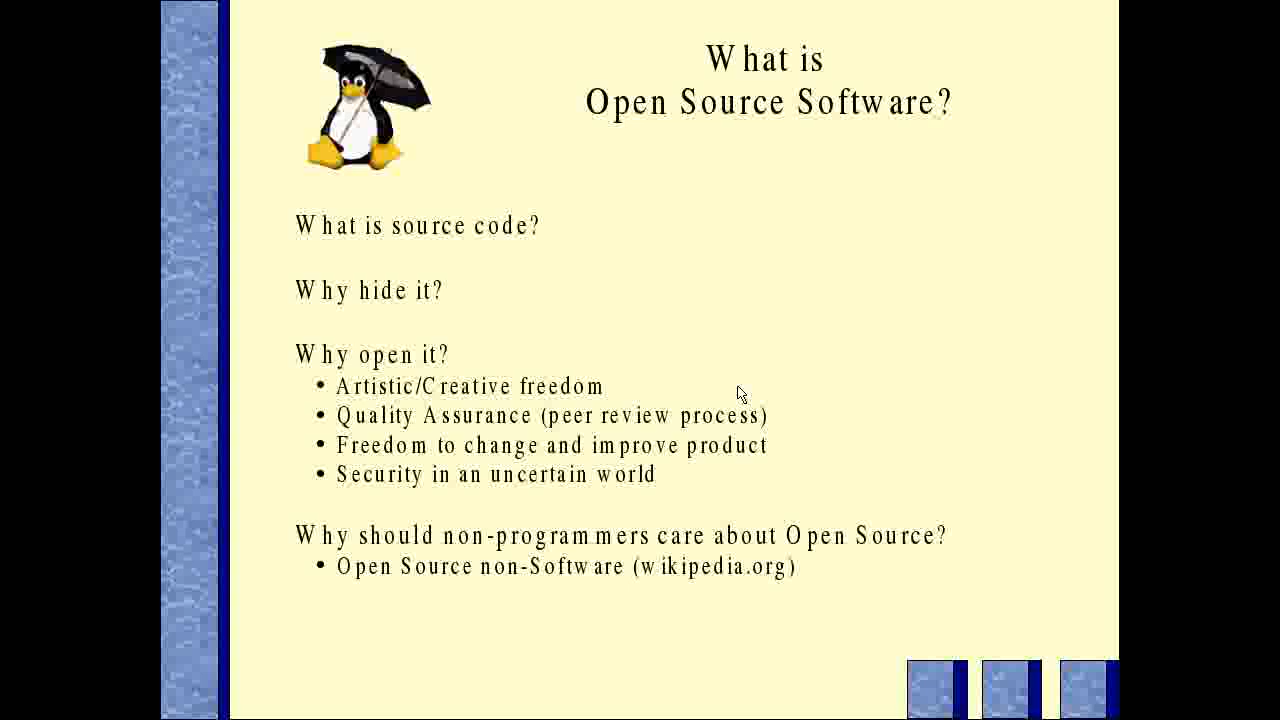 What is
Open Source Software?
What is source code?
Why hide it?
Why open it?
• Artistic/Creative freedom
• Quality Assurance (peer review process)
• Freedom to change and improve product
• Security in an uncertain world
Why should non-programmers care about Open Source?
• Open Source non-Software (wikipedia.org)